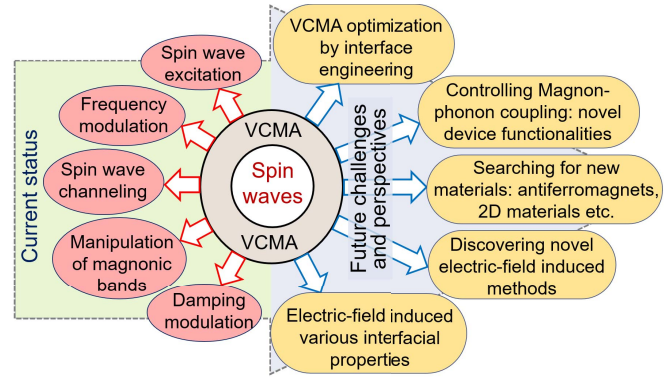 Current status
Spin wave
excitation
Frequency
modulation
Spin wave
channeling
Manipulation
of magnonic
bands
Damping
modulation
VCMA
Spin
waves
VCMA
Future challenges
and perspectives
VCMA optimization
by interface
engineering
Controlling Magnon-
phonon coupling: novel
device functionalities
Searching for new
materials: antiferromagnets,
2D materials etc.
Discovering novel
electric-field induced
methods
Electric-field induced
various interfacial
properties